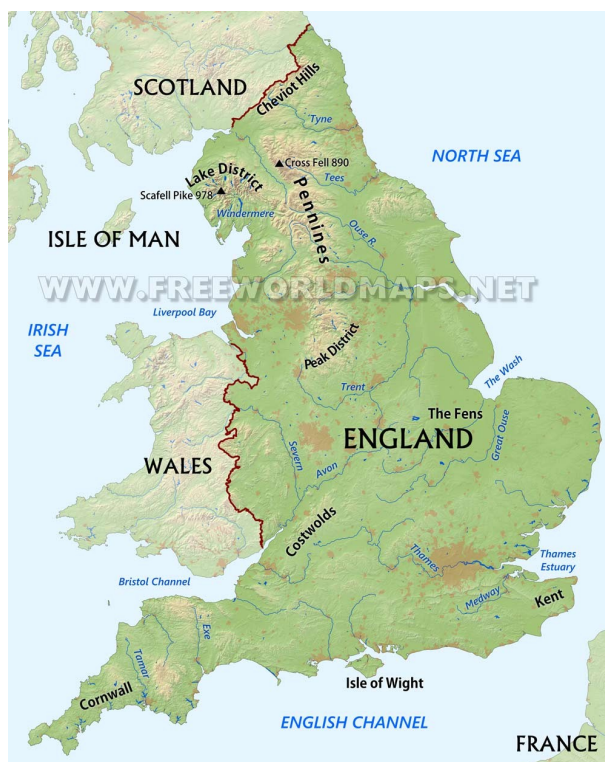 SCOTLAND
Cheviot Hills
Tyne
Cross Fell 890
NORTH SEA
Lake District
Tees
Scafell Pike 978
Pennines
Windermere
Ouse R.
ISLE OF MAN
WWW.FREEWORLDMAPS.NET
Liverpool Bay
IRISH
SEA
Peak District
The Wash
Trent
The Fens
Great Ouse
ENGLAND
Severn
WALES
Avon
Costwolds
Thames
Thames
Estuary
Bristol Channel
Medway
Kent
Exe
Tamar
Isle of Wight
Cornwall
ENGLISH CHANNEL
FRANCE